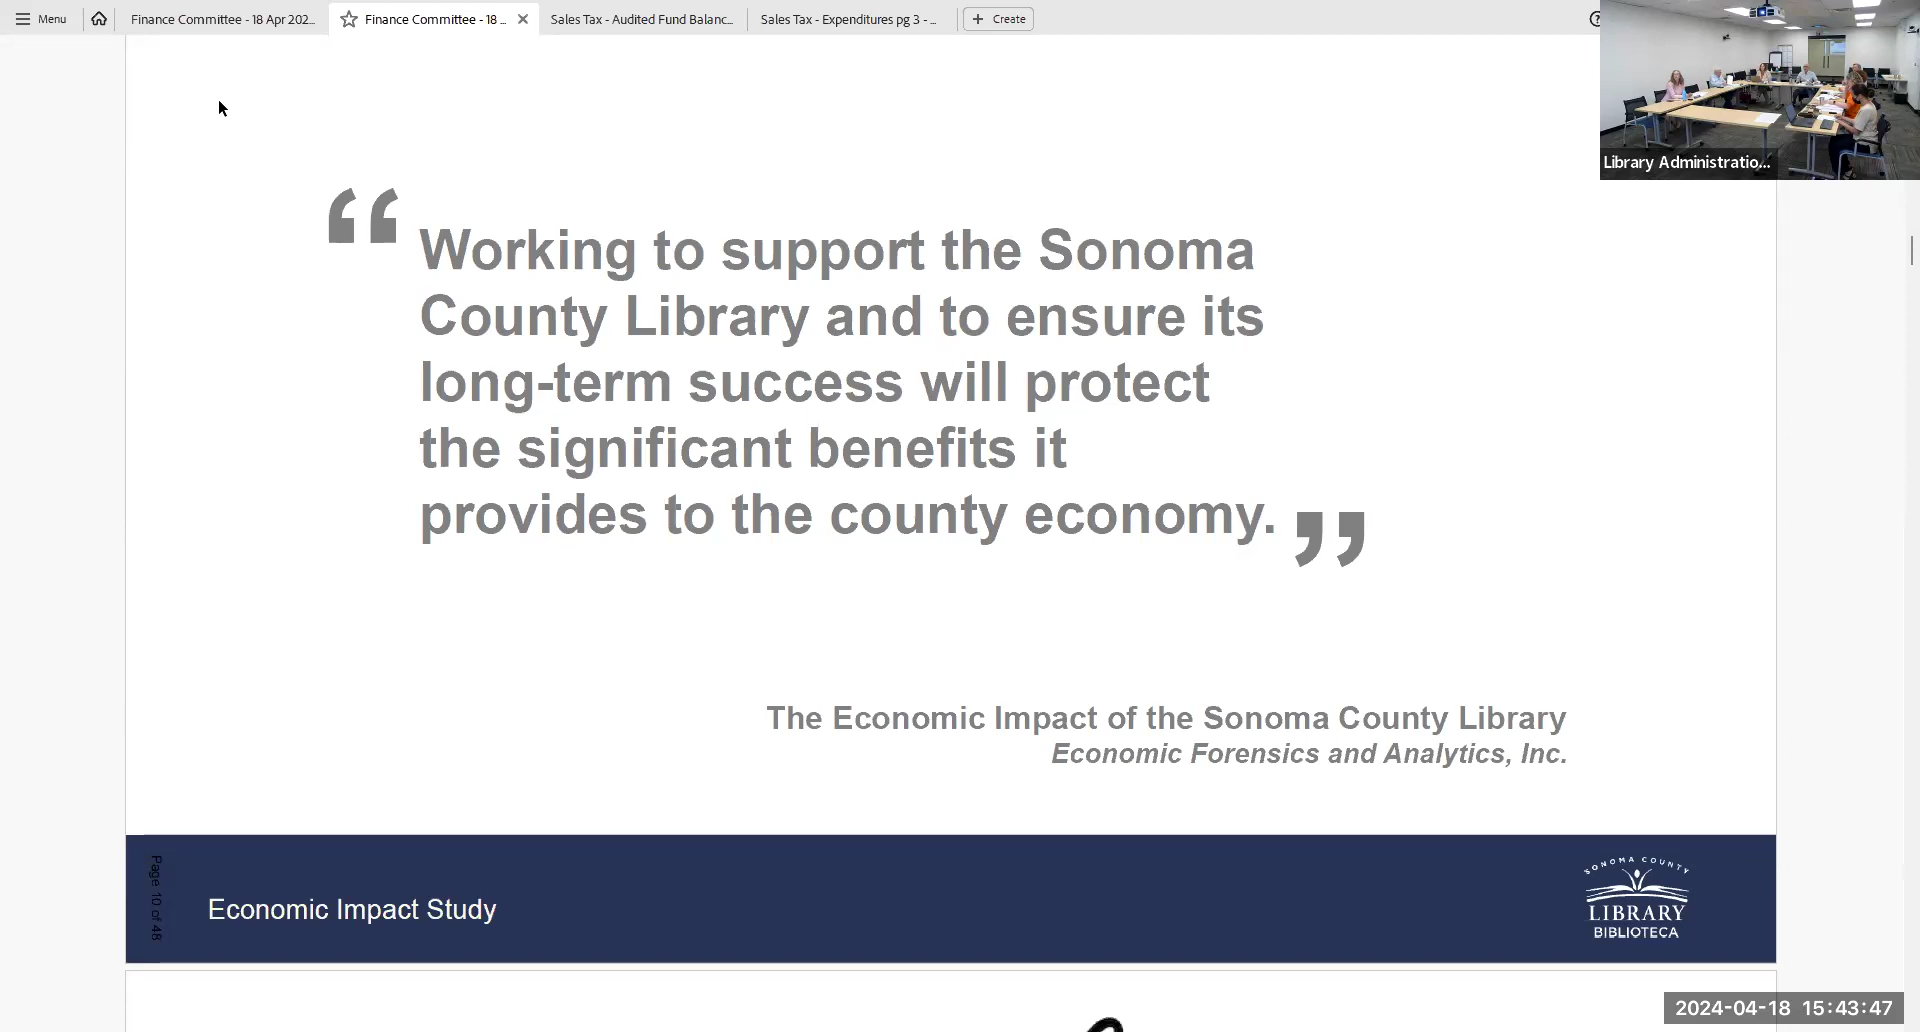 Menu
Finance Committee - 18 Apr 202...
Finance Committee - 18 ...
Sales Tax - Audited Fund Balanc...
Sales Tax - Expenditures pg 3 - ...
Create
Library Administratio...
“Working to support the Sonoma
County Library and to ensure its
long-term success will protect
the significant benefits it
provides to the county economy.”
The Economic Impact of the Sonoma County Library
Economic Forensics and Analytics, Inc.
Page 10 of 48
Economic Impact Study
SONOMA COUNTY
LIBRARY
BIBLIOTECA
2024-04-18 15:43:47